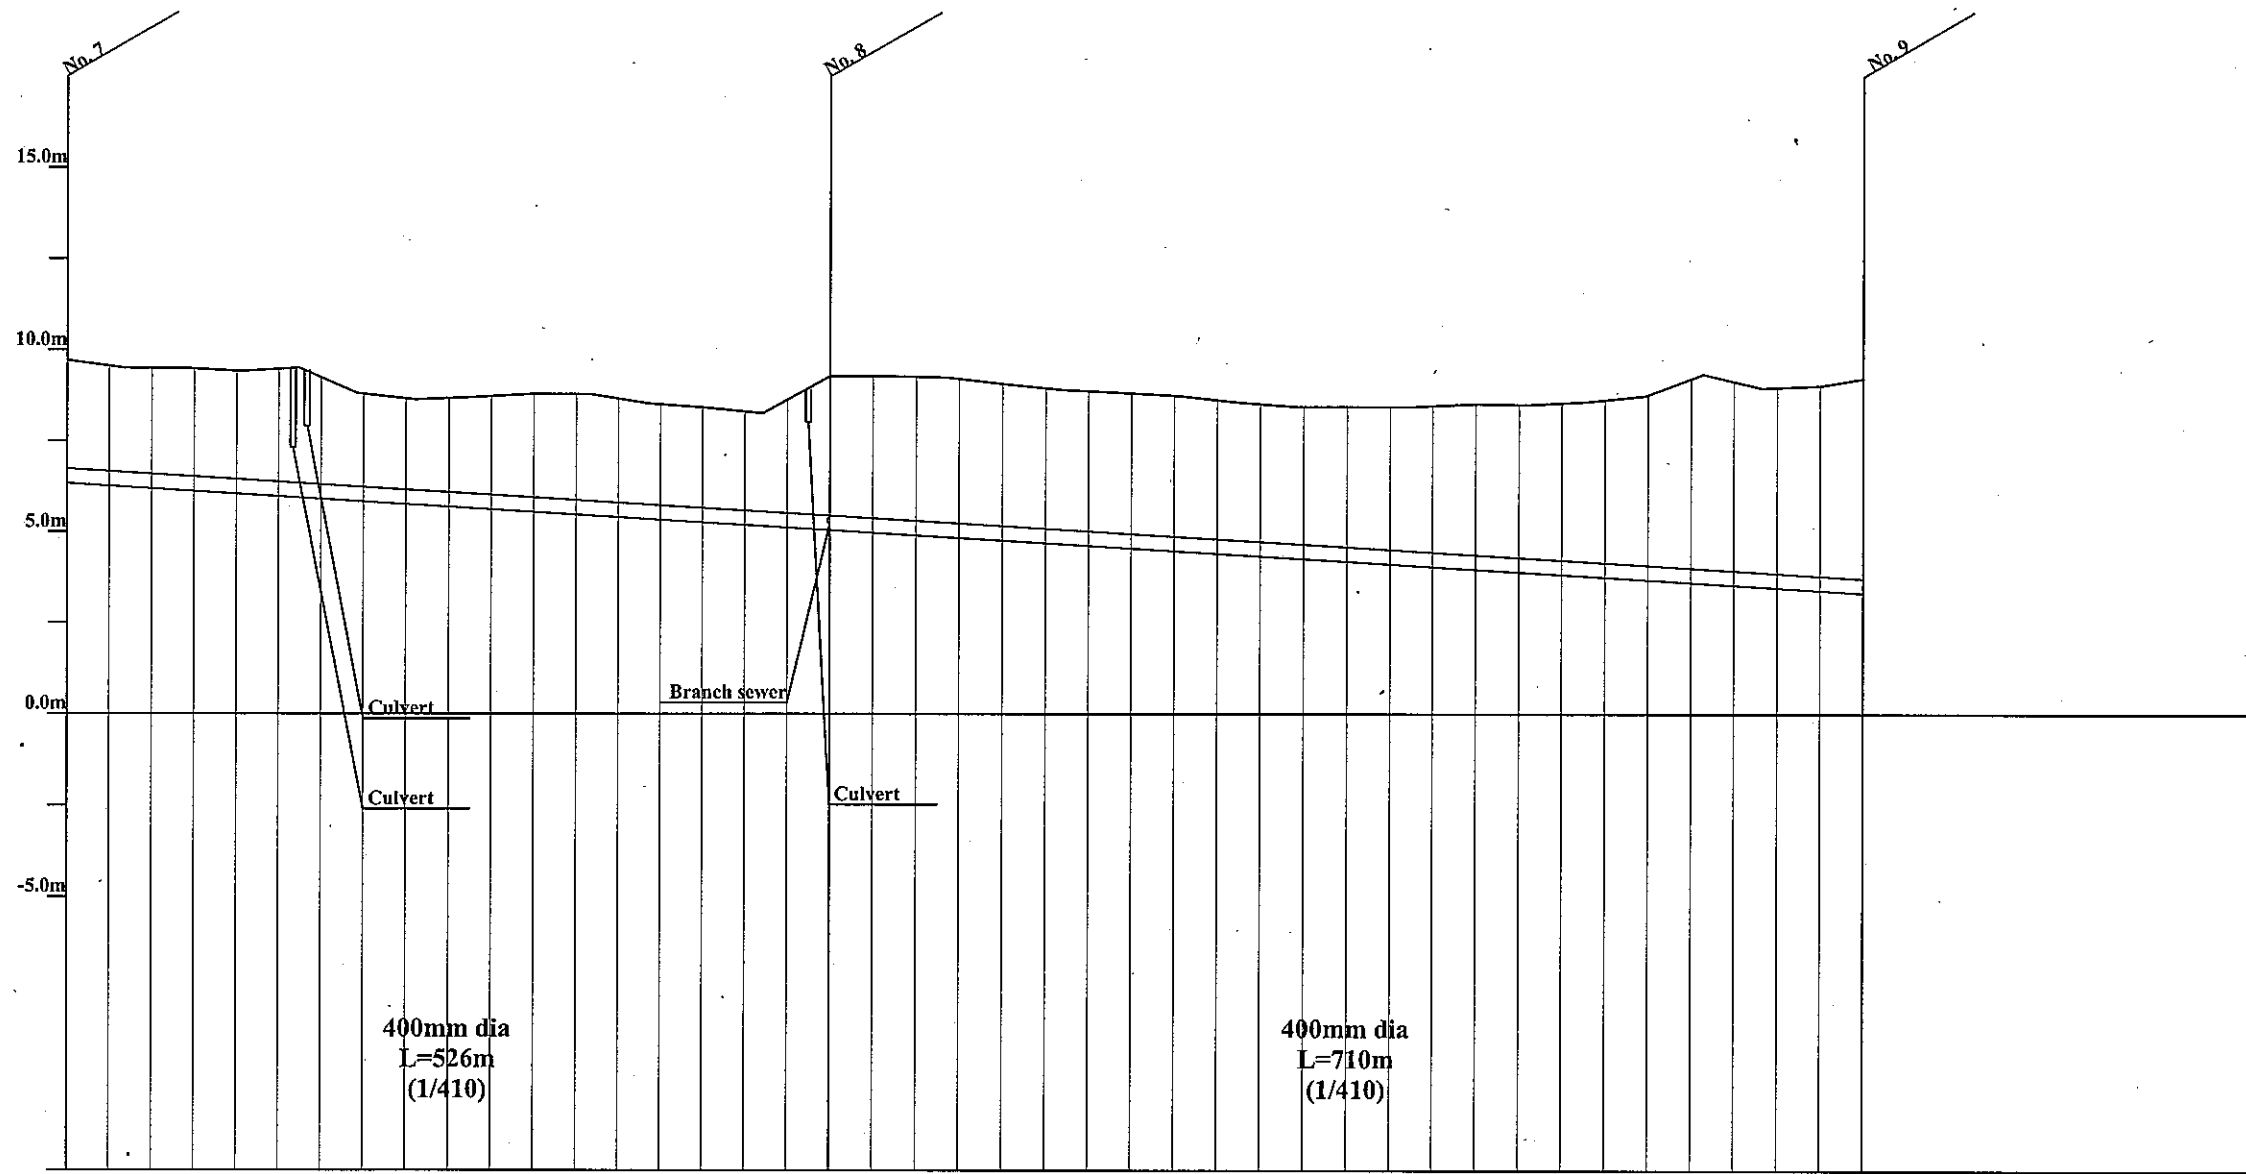 No. 7
No. 8
No. 9
15.0m
10.0m
5.0m
0.0m
-5.0m
Branch sewer
Culvert
Culvert
Culvert
400mm dia
L=526m
(1/410)
400mm dia
L=710m
(1/410)